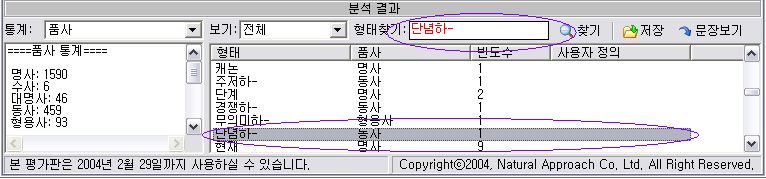 분석 결과
통계: 품사 보기: 전체 형태찾기: 단념하- 찾기 저장 문장보기
====품사 통계====
명사: 1590
수사: 6
대명사: 46
동사: 459
형용사: 93
형태 품사 빈도수 사용자 정의
캐논 명사 1
주저하- 동사 1
단계 명사 2
경쟁하- 동사 1
무의미하- 형용사 1
단념하- 동사 1
현재 명사 9
본 평가판은 2004년 2월 29일까지 사용하실 수 있습니다. Copyrightⓒ2004, Natural Approach Co, Ltd, All Right Reserved,